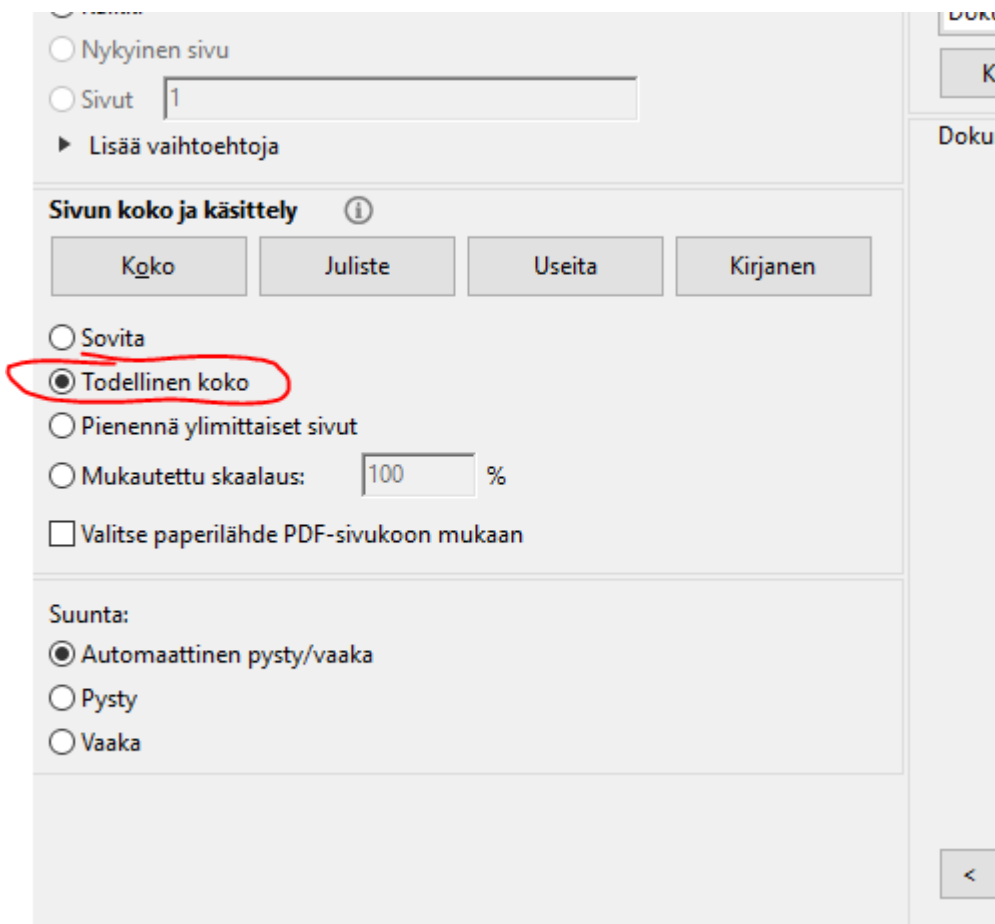 Nykyinen sivu
Sivut 1
Lisää vaihtoehtoja
Sivun koko ja käsittely
Koko Juliste Useita Kirjanen
Sovita
Todellinen koko
Pienennä ylimittaiset sivut
Mukautettu skaalaus: 100 %
Valitse paperilähde PDF-sivukoon mukaan
Suunta:
Automaattinen pysty/vaaka
Pysty
Vaaka
K
Doku
<